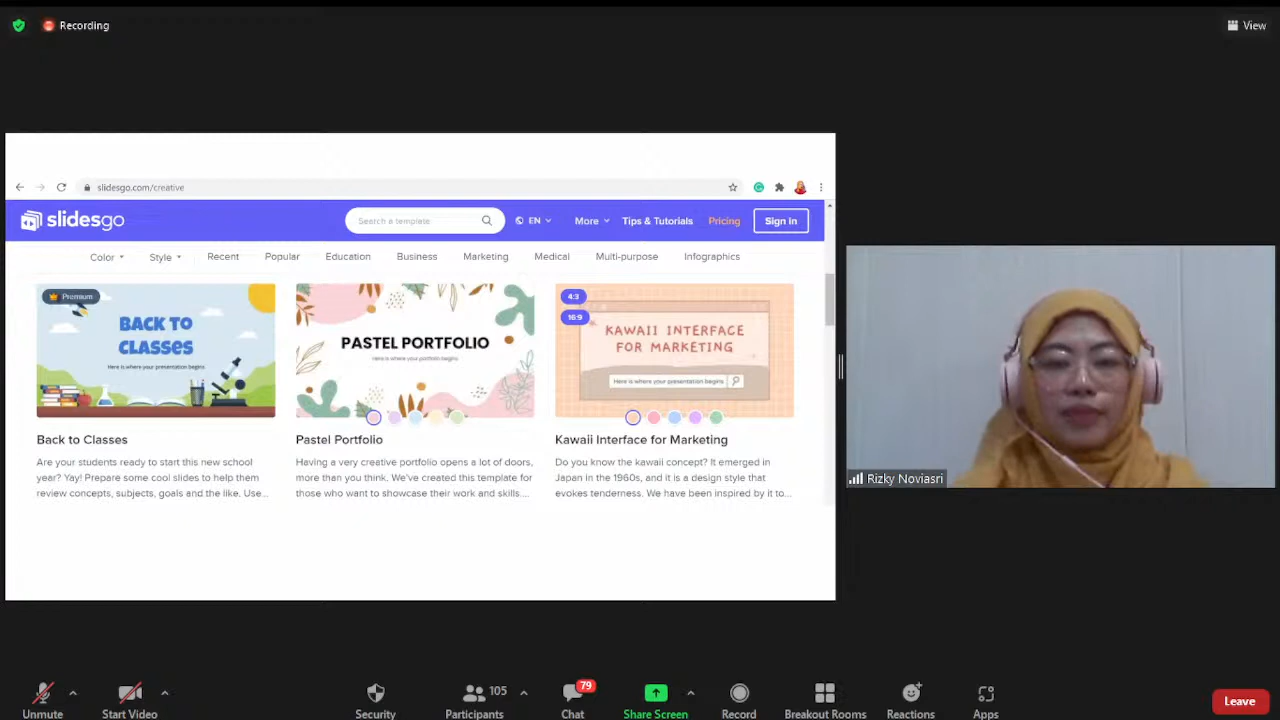 Recording
View
slidesgo.com/creative
slidesgo
Search a template
EN
More
Tips & Tutorials
Pricing
Sign in
Color
Style
Recent
Popular
Education
Business
Marketing
Medical
Multi-purpose
Infographics
Premium
BACK TO
CLASSES
Here is where your presentation begins
PASTEL PORTFOLIO
Here is where your portfolio begins
4:3
16:9
KAWAII INTERFACE
FOR MARKETING
Here is where your presentation begins
Back to Classes
Are your students ready to start this new school
year? Yay! Prepare some cool slides to help them
review concepts, subjects, goals and the like. Use...
Pastel Portfolio
Having a very creative portfolio opens a lot of doors,
more than you think. We've created this template for
those who want to showcase their work and skills....
Kawaii Interface for Marketing
Do you know the kawaii concept? It emerged in
Japan in the 1960s, and it is a design style that
evokes tenderness. We have been inspired by it to...
Rizky Noviasri
Unmute
Start Video
Security
105
Participants
79
Chat
Share Screen
Record
Breakout Rooms
Reactions
Apps
Leave